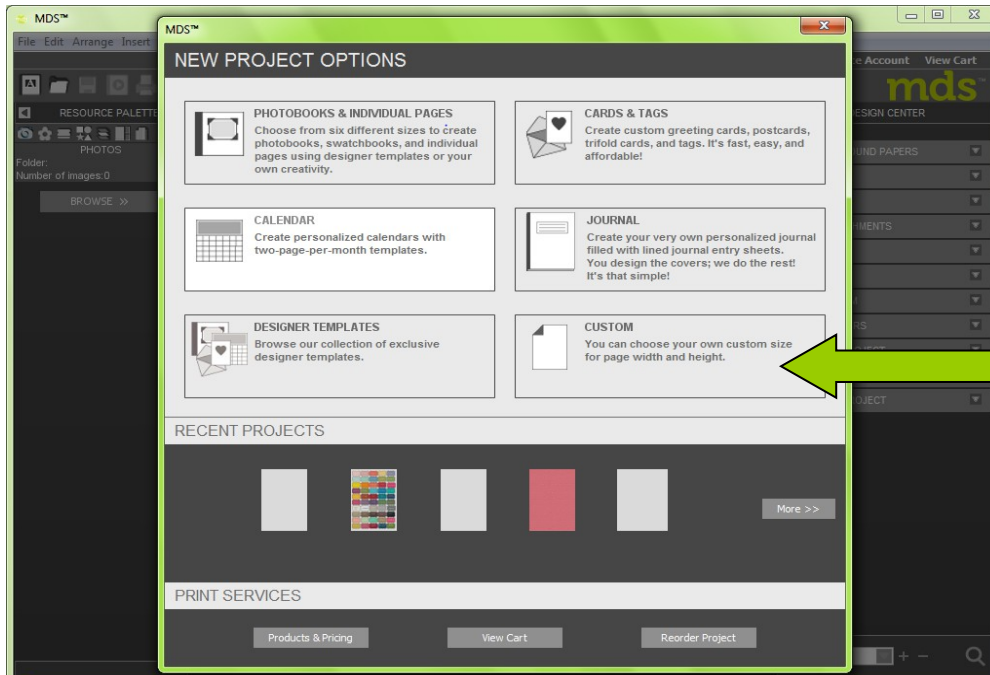 MDS™
File Edit Arrange Insert
Account View Cart
mds™
RESOURCE PALETTE
DESIGN CENTER
PHOTOS
Folder:
Number of images:0
BROWSE >>
PAPERS
MDS™
NEW PROJECT OPTIONS
PHOTOBOOKS & INDIVIDUAL PAGES
Choose from six different sizes to create
photobooks, swatchbooks, and individual
pages using designer templates or your
own creativity.
CARDS & TAGS
Create custom greeting cards, postcards,
trifold cards, and tags. It's fast, easy, and
affordable!
CALENDAR
Create personalized calendars with
two-page-per-month templates.
JOURNAL
Create your very own personalized journal
filled with lined journal entry sheets.
You design the covers; we do the rest!
It's that simple!
DESIGNER TEMPLATES
Browse our collection of exclusive
designer templates.
CUSTOM
You can choose your own custom size
for page width and height.
RECENT PROJECTS
More >>
PRINT SERVICES
Products & Pricing
View Cart
Reorder Project